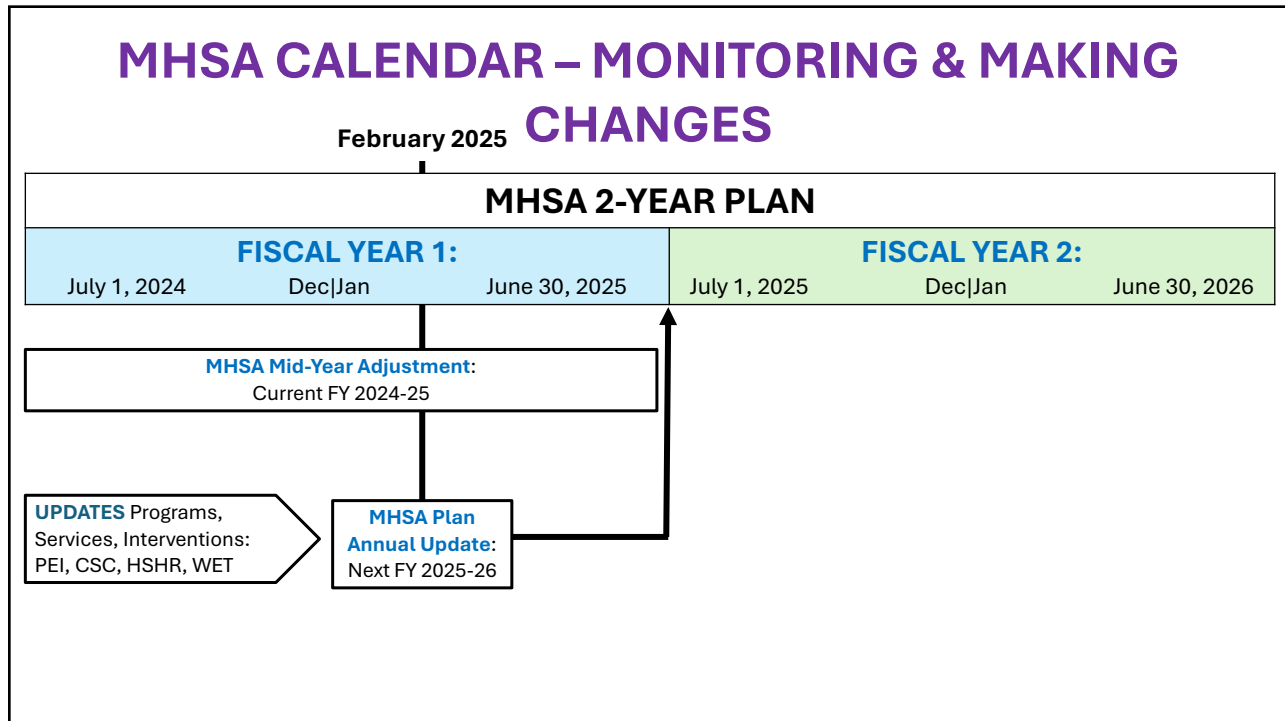 MHSA CALENDAR – MONITORING & MAKING
CHANGES
February 2025
MHSA 2-YEAR PLAN
FISCAL YEAR 1:
July 1, 2024 Dec|Jan June 30, 2025
FISCAL YEAR 2:
July 1, 2025 Dec|Jan June 30, 2026
MHSA Mid-Year Adjustment:
Current FY 2024-25
UPDATES Programs,
Services, Interventions:
PEI, CSC, HSHR, WET
MHSA Plan
Annual Update:
Next FY 2025-26